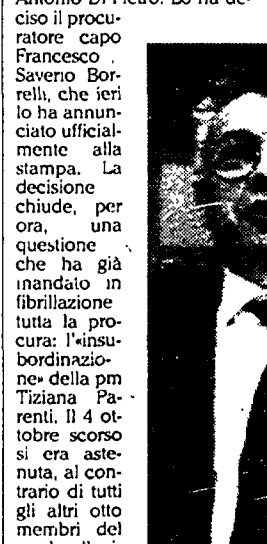 Antonio Di Pietro. Lo ha de-
ciso il procu-
ratore capo
Francesco
Saverio Bor-
relli, che ieri
lo ha annun-
ciato ufficial-
mente alla
stampa. La
decisione
chiude, per
ora, una
questione
che ha già
mandato in
fibrillazione
tutta la pro-
cura: l'«insu-
bordinazio-
ne» della pm
Tiziana Pa-
renti. Il 4 ot-
tobre scorso
si era aste-
nuta, al con-
trario di tutti
gli altri otto
membri del